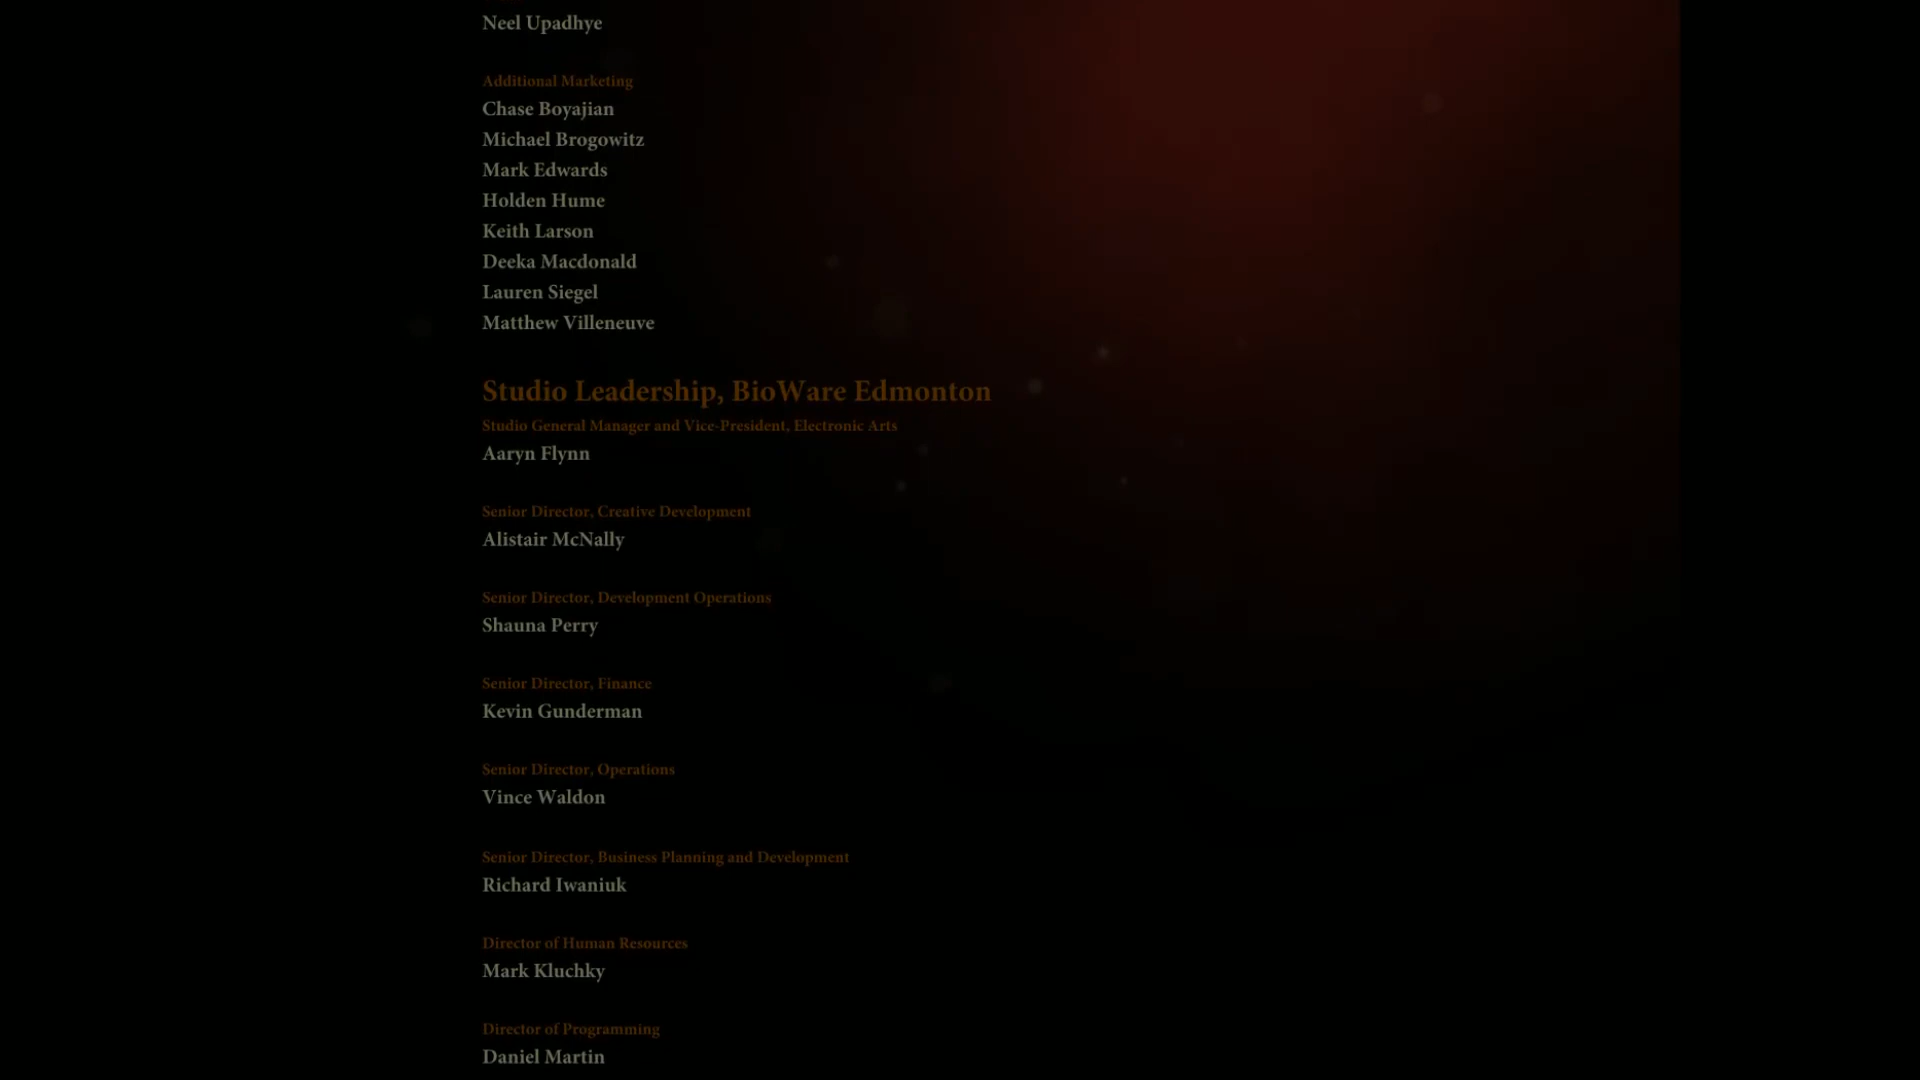 Neel Upadhye
Additional Marketing
Chase Boyajian
Michael Brogowitz
Mark Edwards
Holden Hume
Keith Larson
Deeka Macdonald
Lauren Siegel
Matthew Villeneuve
Studio Leadership, BioWare Edmonton
Studio General Manager and Vice-President, Electronic Arts
Aaryn Flynn
Senior Director, Creative Development
Alistair McNally
Senior Director, Development Operations
Shauna Perry
Senior Director, Finance
Kevin Gunderman
Senior Director, Operations
Vince Waldon
Senior Director, Business Planning and Development
Richard Iwaniuk
Director of Human Resources
Mark Kluchky
Director of Programming
Daniel Martin